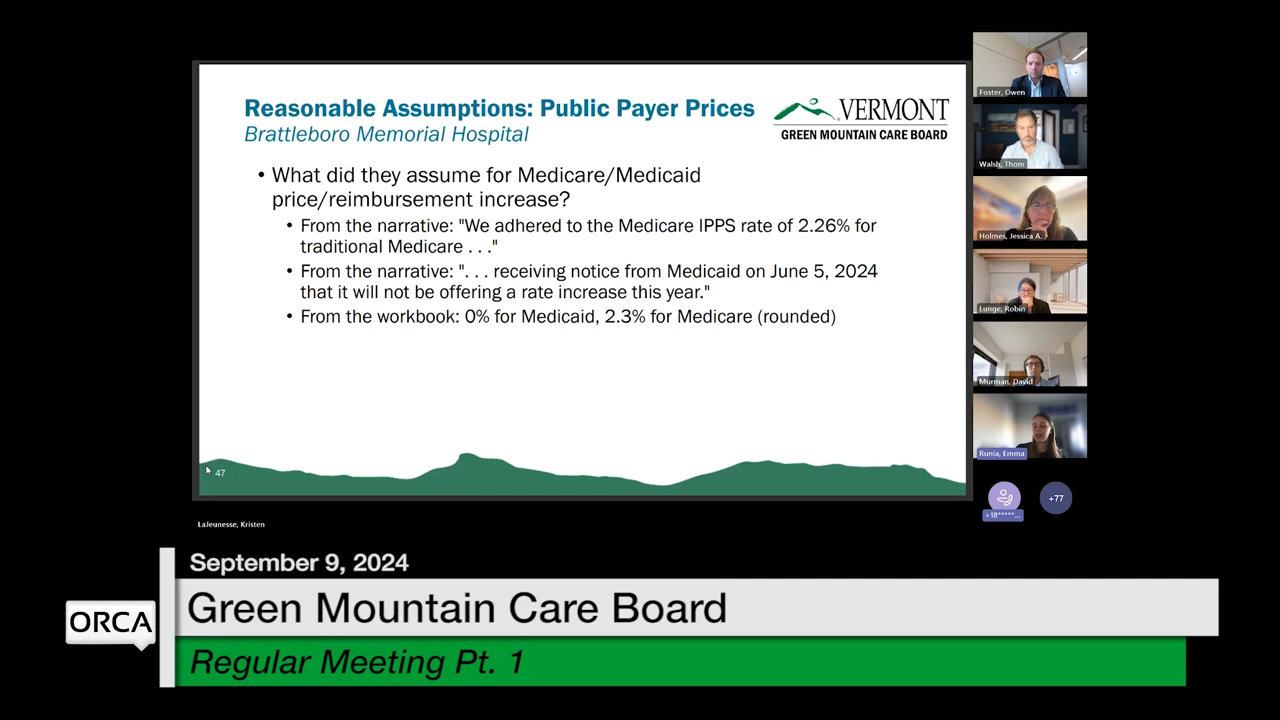 Reasonable Assumptions: Public Payer Prices
Brattleboro Memorial Hospital
VERMONT
GREEN MOUNTAIN CARE BOARD
• What did they assume for Medicare/Medicaid
price/reimbursement increase?
• From the narrative: "We adhered to the Medicare IPPS rate of 2.26% for
traditional Medicare . . ."
• From the narrative: ". . . receiving notice from Medicaid on June 5, 2024
that it will not be offering a rate increase this year."
• From the workbook: 0% for Medicaid, 2.3% for Medicare (rounded)
47
Foster, Owen
Walsh, Thom
Holmes, Jessica A.
Lunge, Robin
Murman, David
Runia, Emma
+18*****...
+77
LaJeunesse, Kristen
September 9, 2024
ORCA
Green Mountain Care Board
Regular Meeting Pt. 1